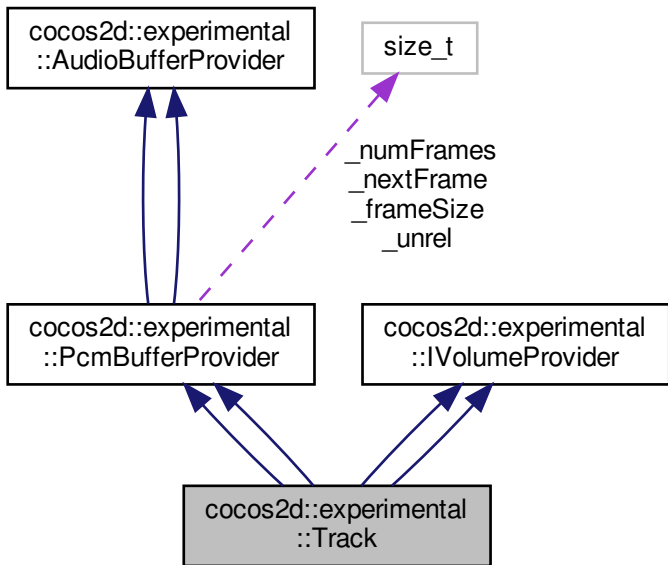 cocos2d::experimental
::AudioBufferProvider
size_t
_numFrames
_nextFrame
_frameSize
_unrel
cocos2d::experimental
::PcmBufferProvider
cocos2d::experimental
::IVolumeProvider
cocos2d::experimental
::Track